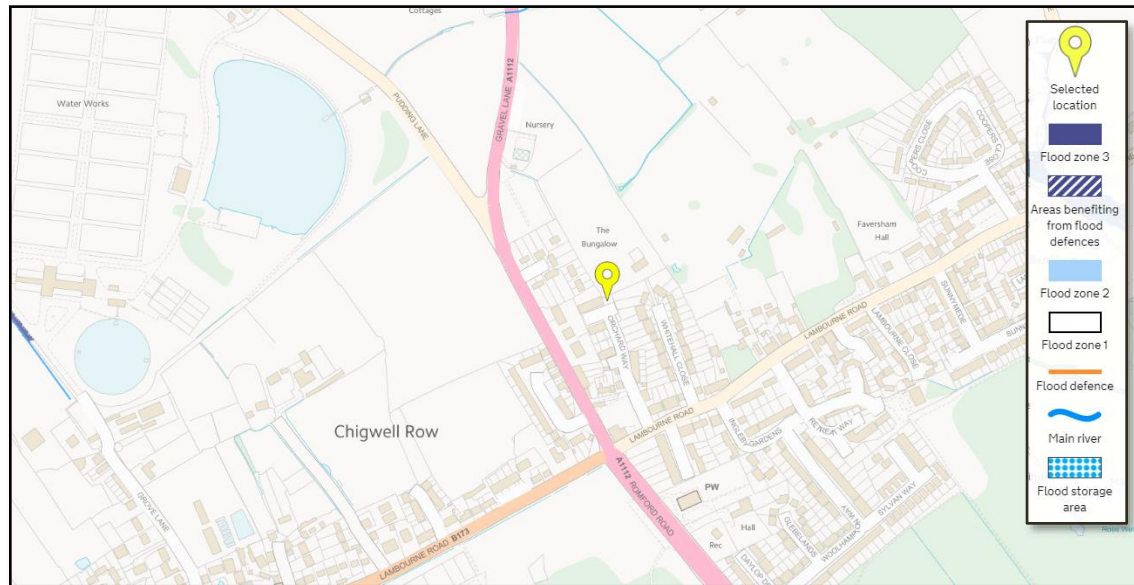 Cottages
Water Works
PUDDING LANE
GRAVEL LANE A1112
Nursery
COOPERS CLOSE
COOPERS CLOSE
The
Bungalow
Faversham
Hall
LAMBOURNE ROAD
SUNNYMEDE
LAMBOURNE CLOSE
ORCHARD WAY
WHITEHALL CLOSE
LAMBOURNE ROAD
INGLEBY GARDENS
RETREAT WAY
Chigwell Row
A1112 ROMFORD ROAD
PW
SYLVAN WAY
GROVE LANE
LAMBOURNE ROAD B173
Hall
Rec
GLEBELANDS
Selected
location
Flood zone 3
Areas benefiting
from flood
defences
Flood zone 2
Flood zone 1
Flood defence
Main river
Flood storage
area